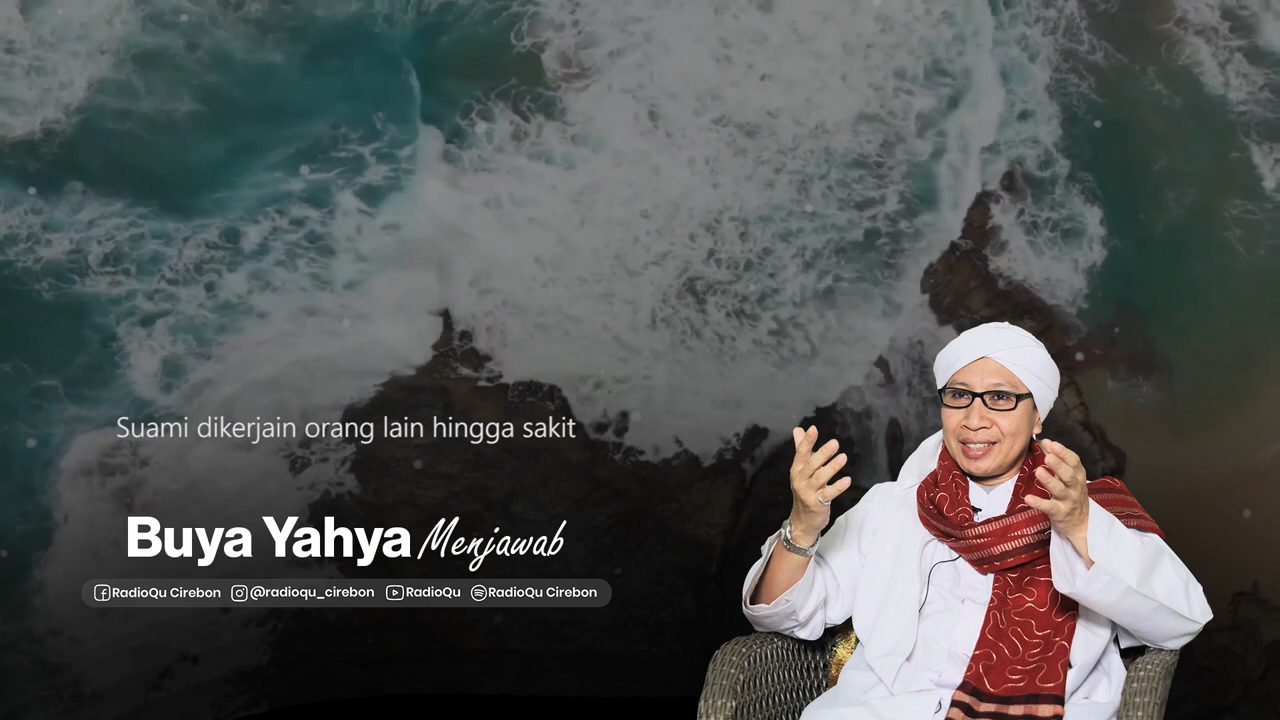 Suami dikerjain orang lain hingga sakit
Buya Yahya Menjawab
RadioQu Cirebon @radioqu_cirebon RadioQu RadioQu Cirebon